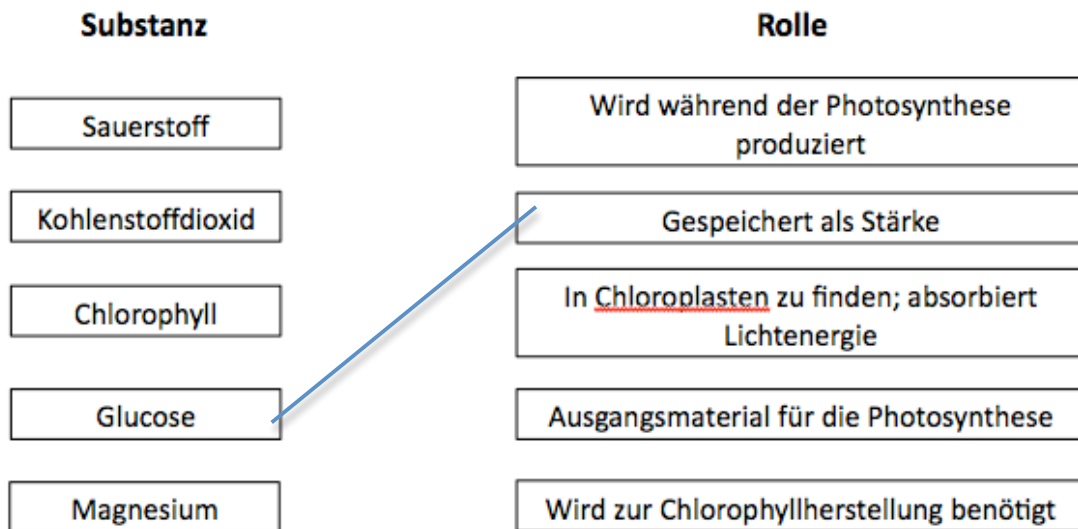 Substanz
Rolle
Sauerstoff
Wird während der Photosynthese
produziert
Kohlenstoffdioxid
Gespeichert als Stärke
Chlorophyll
In Chloroplasten zu finden; absorbiert
Lichtenergie
Glucose
Ausgangsmaterial für die Photosynthese
Magnesium
Wird zur Chlorophyllherstellung benötigt